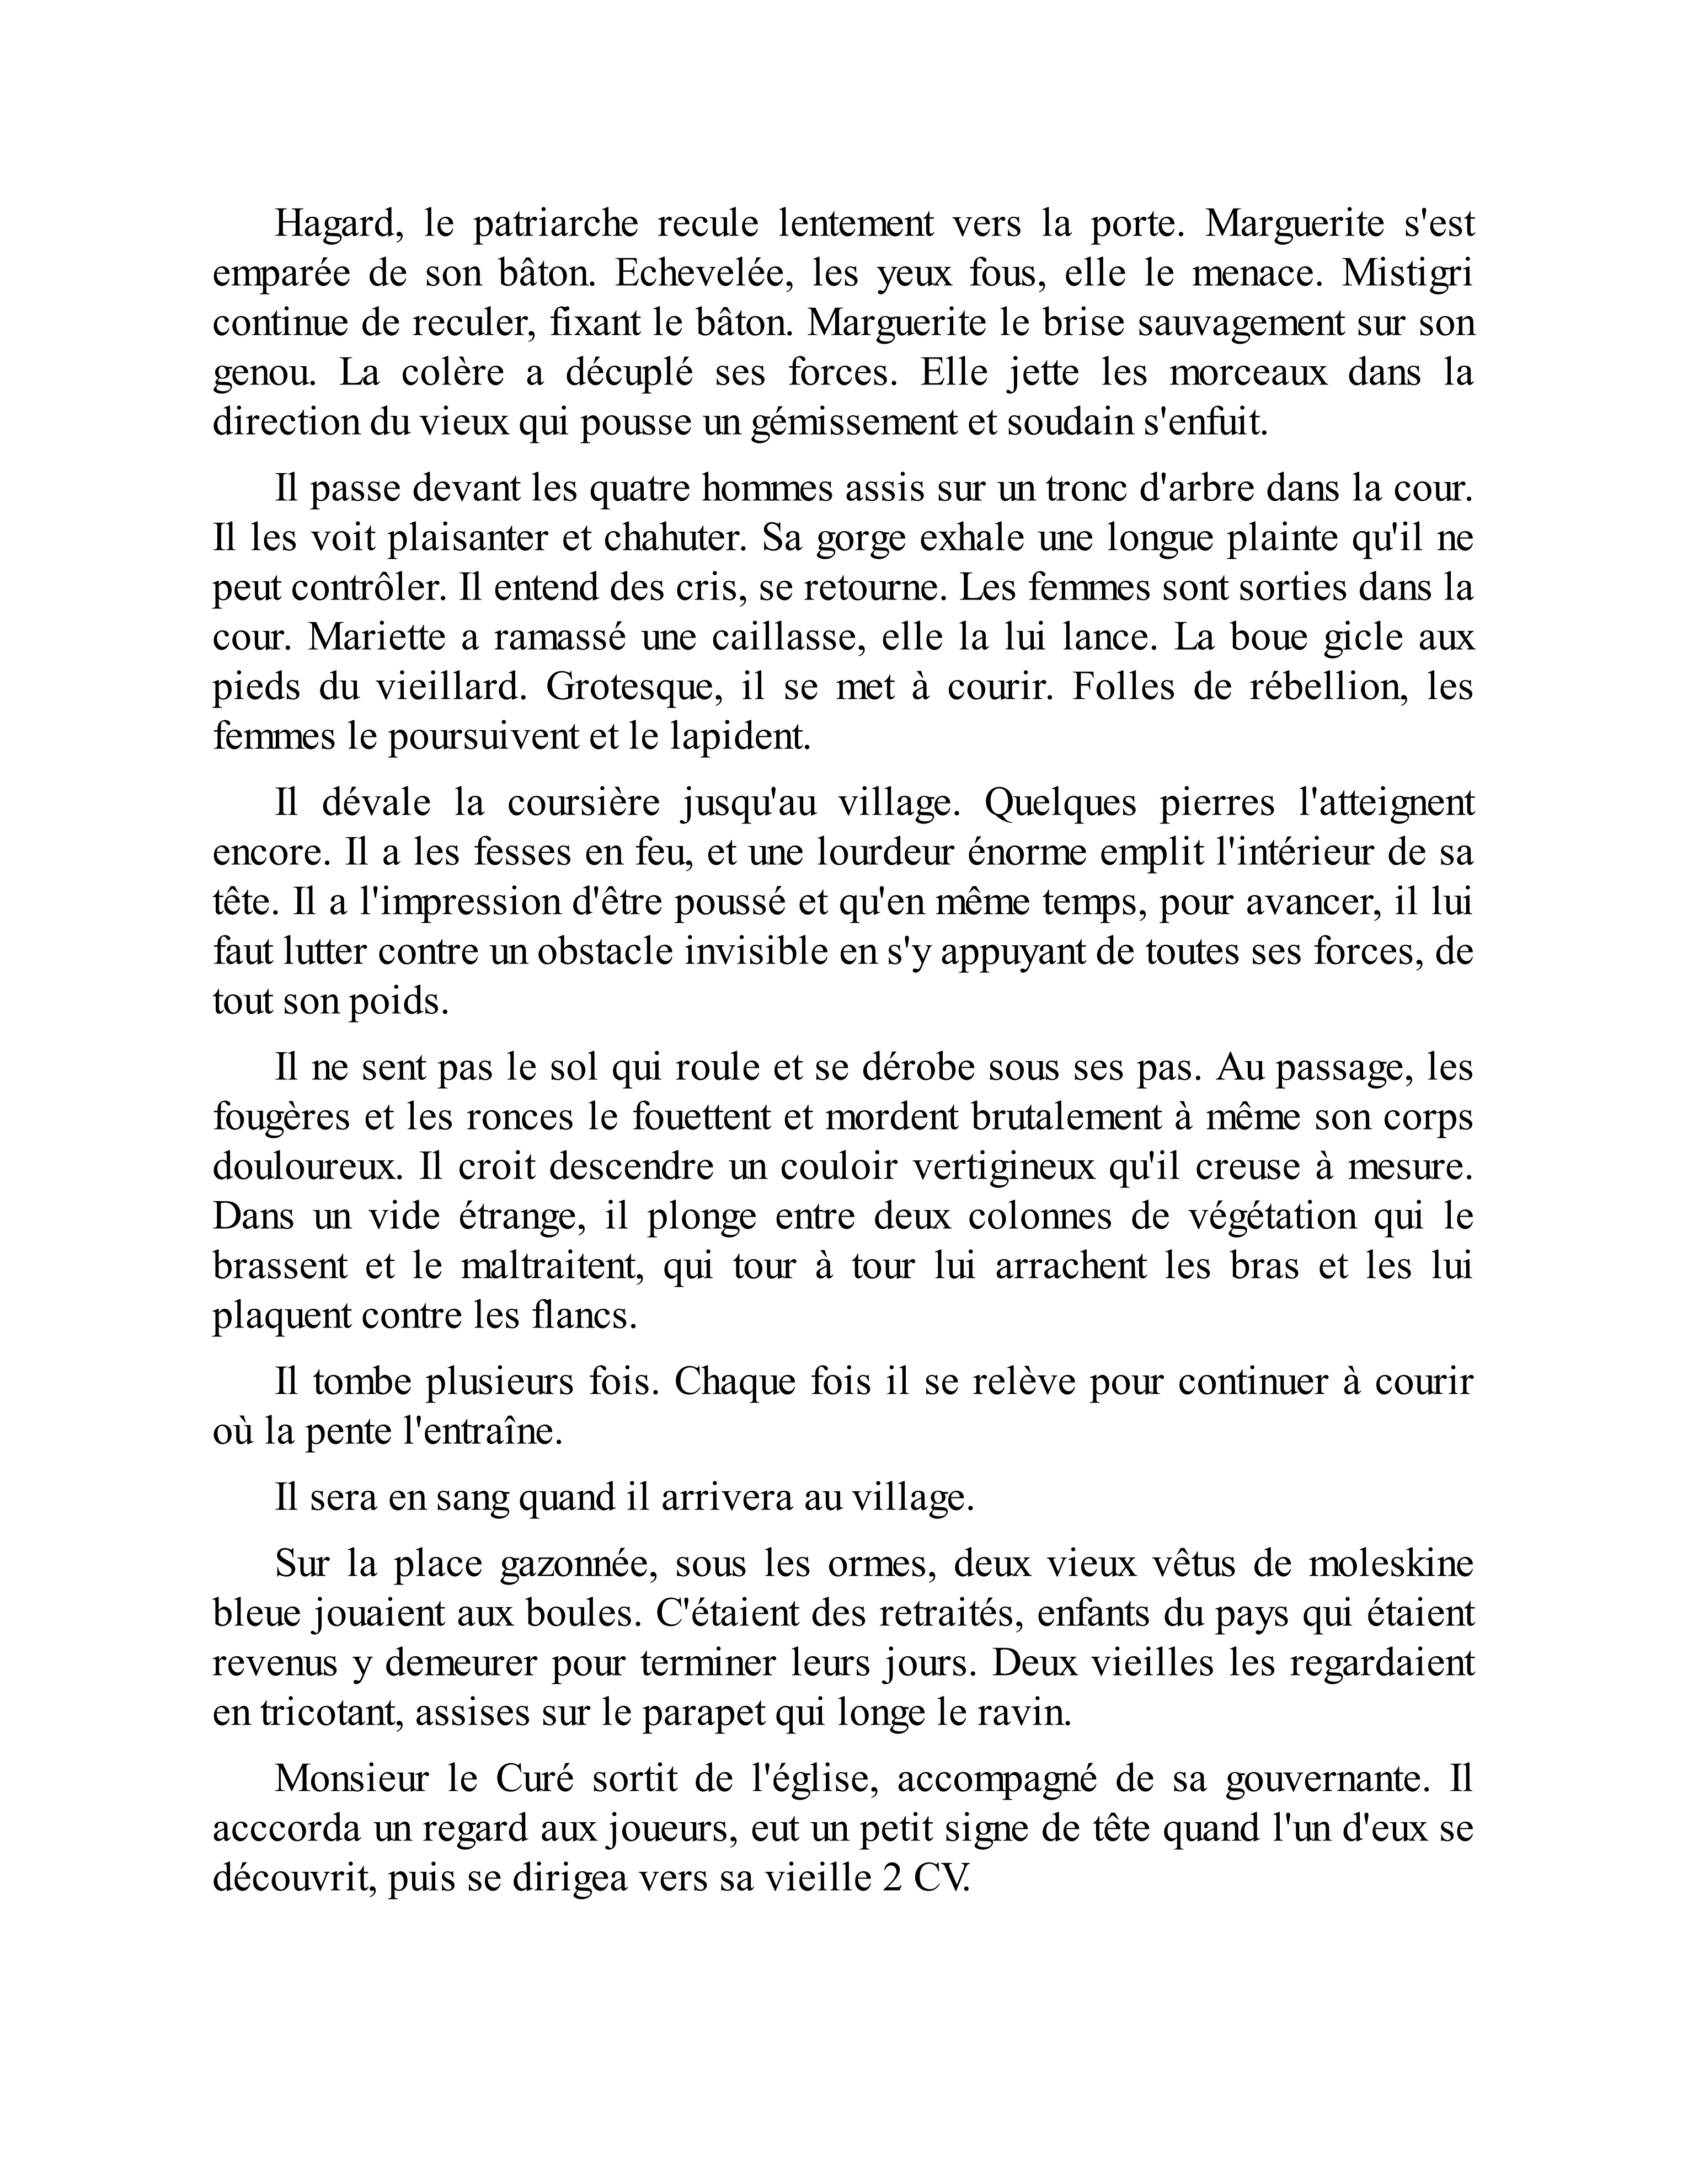 Hagard, le patriarche recule lentement vers la porte. Marguerite s'est
emparée de son bâton. Echevelée, les yeux fous, elle le menace. Mistigri
continue de reculer, fixant le bâton. Marguerite le brise sauvagement sur son
genou. La colère a décuplé ses forces. Elle jette les morceaux dans la
direction du vieux qui pousse un gémissement et soudain s'enfuit.
Il passe devant les quatre hommes assis sur un tronc d'arbre dans la cour.
Il les voit plaisanter et chahuter. Sa gorge exhale une longue plainte qu'il ne
peut contrôler. Il entend des cris, se retourne. Les femmes sont sorties dans la
cour. Mariette a ramassé une caillasse, elle la lui lance. La boue gicle aux
pieds du vieillard. Grotesque, il se met à courir. Folles de rébellion, les
femmes le poursuivent et le lapident.
Il dévale la coursière jusqu'au village. Quelques pierres l'atteignent
encore. Il a les fesses en feu, et une lourdeur énorme emplit l'intérieur de sa
tête. Il a l'impression d'être poussé et qu'en même temps, pour avancer, il lui
faut lutter contre un obstacle invisible en s'y appuyant de toutes ses forces, de
tout son poids.
Il ne sent pas le sol qui roule et se dérobe sous ses pas. Au passage, les
fougères et les ronces le fouettent et mordent brutalement à même son corps
douloureux. Il croit descendre un couloir vertigineux qu'il creuse à mesure.
Dans un vide étrange, il plonge entre deux colonnes de végétation qui le
brassent et le maltraitent, qui tour à tour lui arrachent les bras et les lui
plaquent contre les flancs.
Il tombe plusieurs fois. Chaque fois il se relève pour continuer à courir
où la pente l'entraîne.
Il sera en sang quand il arrivera au village.
Sur la place gazonnée, sous les ormes, deux vieux vêtus de moleskine
bleue jouaient aux boules. C'étaient des retraités, enfants du pays qui étaient
revenus y demeurer pour terminer leurs jours. Deux vieilles les regardaient
en tricotant, assises sur le parapet qui longe le ravin.
Monsieur le Curé sortit de l'église, accompagné de sa gouvernante. Il
acccorda un regard aux joueurs, eut un petit signe de tête quand l'un d'eux se
découvrit, puis se dirigea vers sa vieille 2 CV.